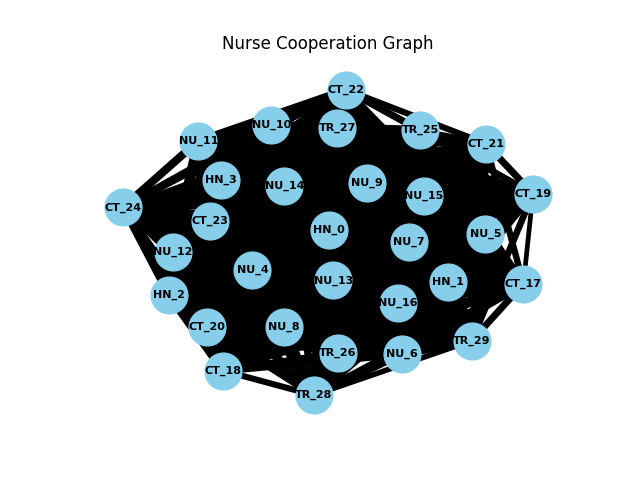 Nurse Cooperation Graph
CT_22
NU_10
TR_27
TR_25
NU_11
CT_21
HN_3
NU_14
NU_9
NU_15
CT_19
CT_24
CT_23
HN_0
NU_5
NU_7
NU_12
NU_4
NU_13
HN_1
CT_17
HN_2
NU_16
CT_20
NU_8
TR_29
TR_26
NU_6
CT_18
TR_28